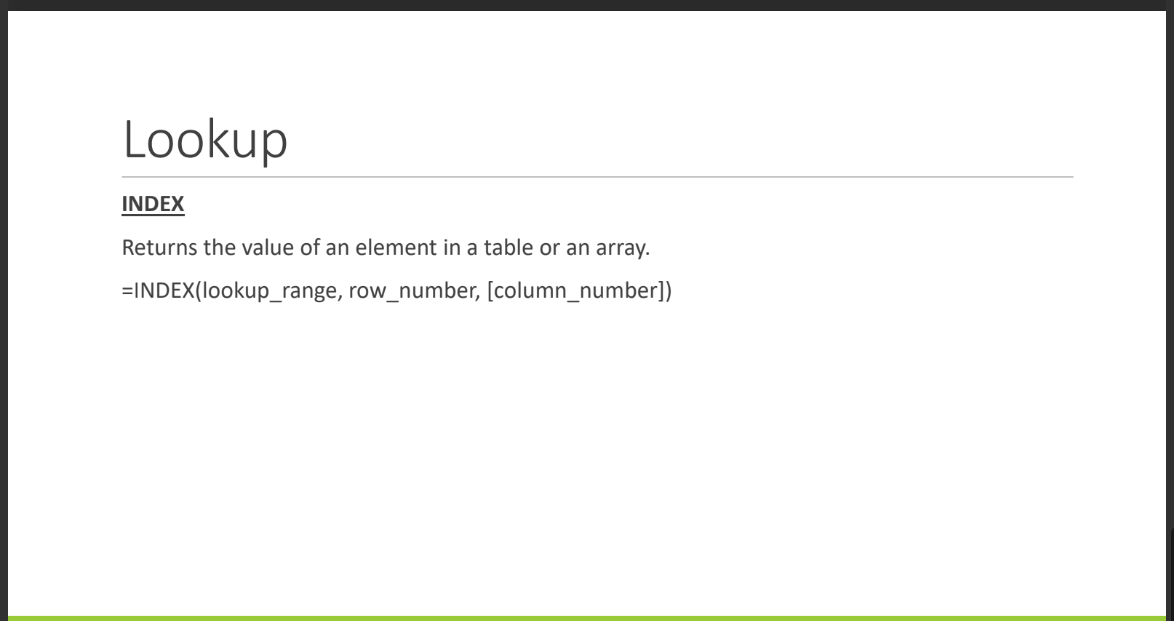 Lookup
INDEX
Returns the value of an element in a table or an array.
=INDEX(lookup_range, row_number, [column_number])